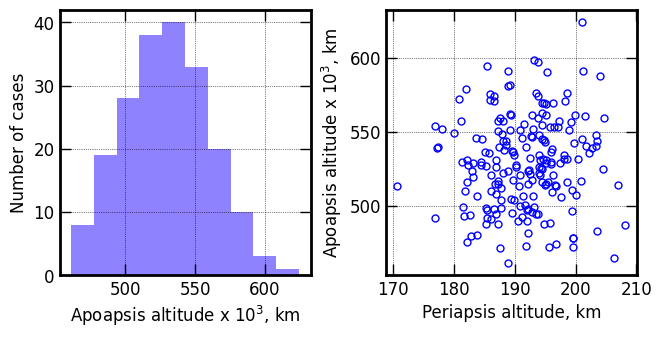 40
30
20
10
0
Number of cases
500 550 600
Apoapsis altitude x 10³, km
600
550
500
Apoapsis altitude x 10³, km
170 180 190 200 210
Periapsis altitude, km